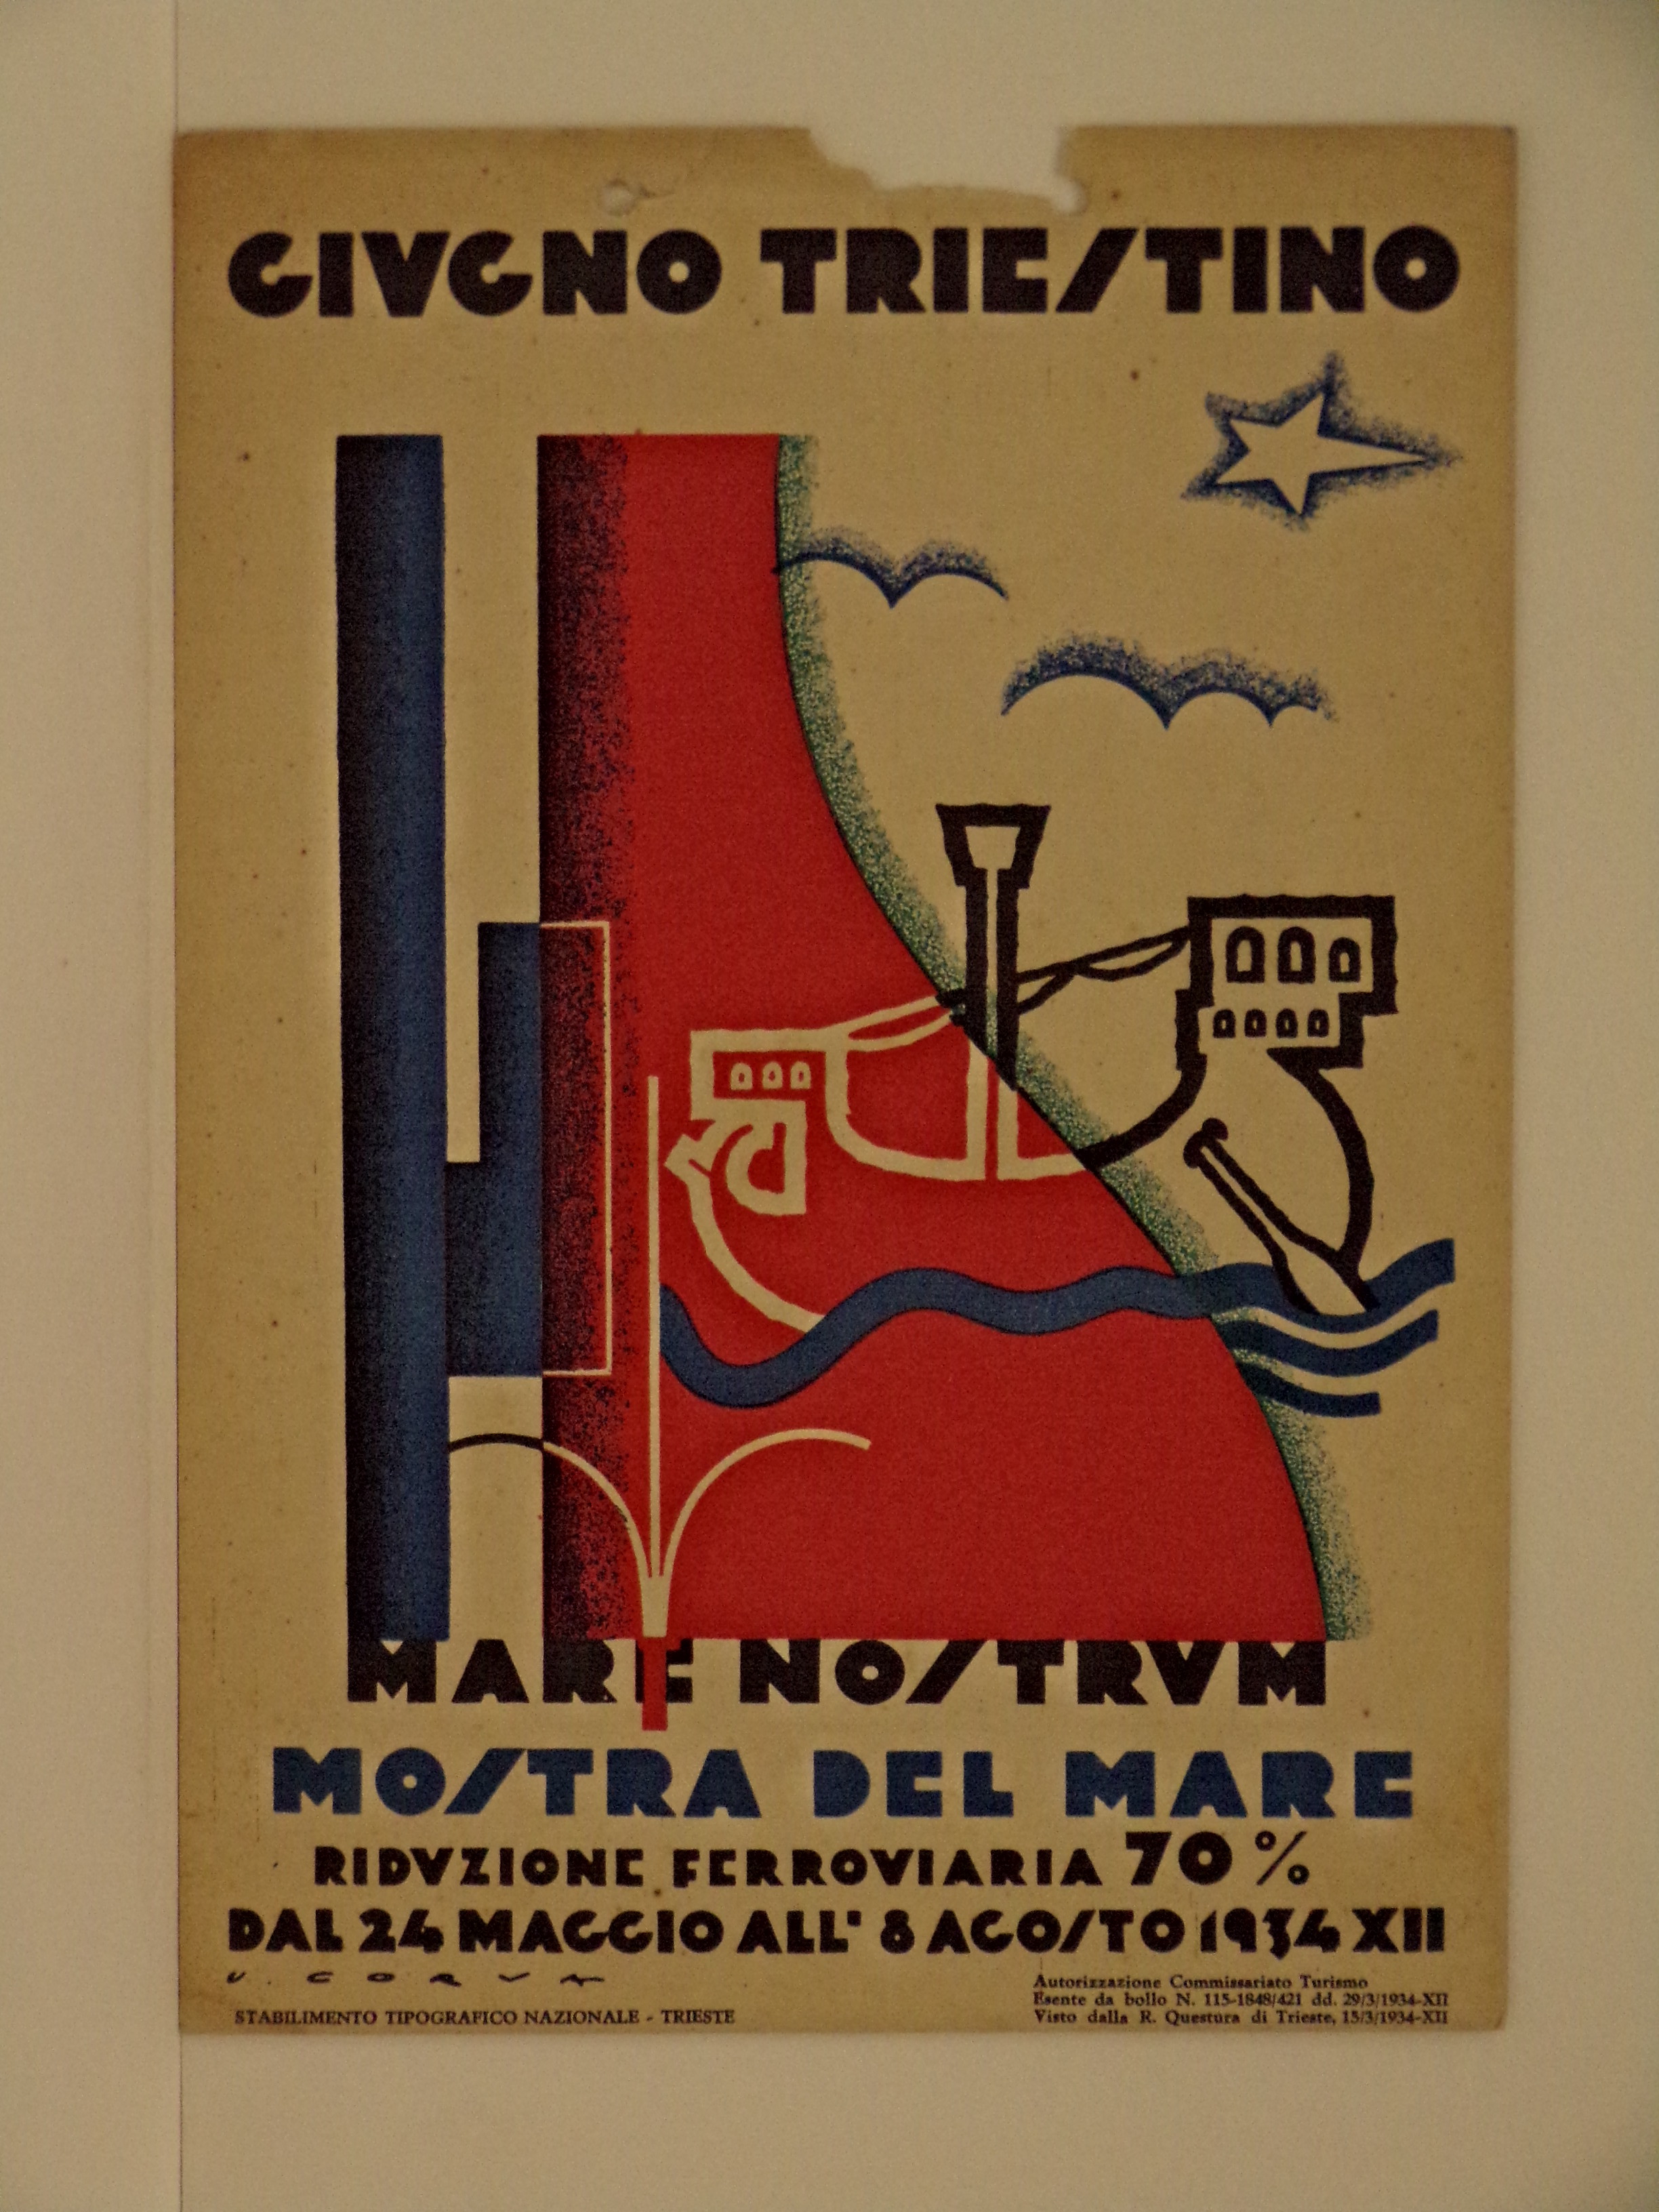 GIVGNO TRIESTINO
MARE NOSTRVM
MOSTRA DEL MARE
RIDVZIONE FERROVIARIA 70%
DAL 24 MAGGIO ALL' 8 AGOSTO 1934 XII
STABILIMENTO TIPOGRAFICO NAZIONALE - TRIESTE
Autorizzazione Commissariato Turismo
Esente da bollo N. 115-1848/421 dd. 29/3/1934-XII
Visto dalla R. Questura di Trieste, 15/3/1934-XII